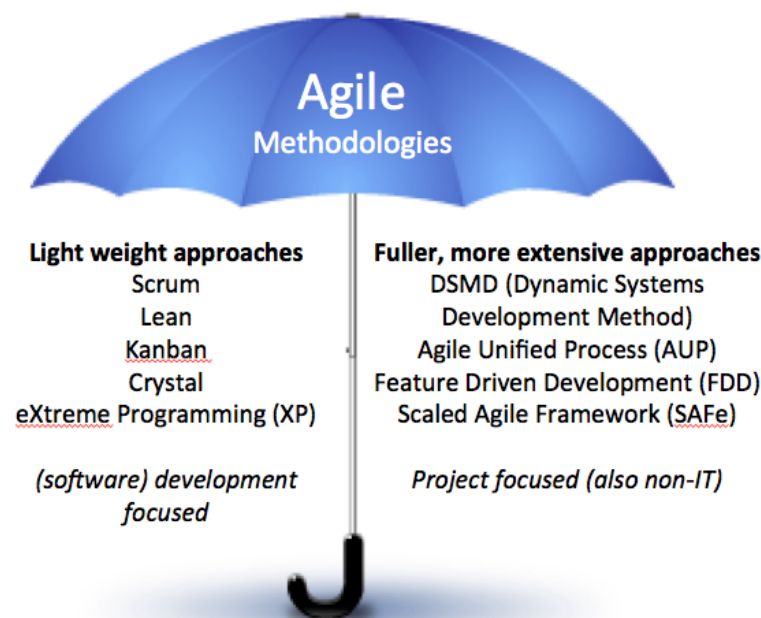 Agile
Methodologies
Light weight approaches
Scrum
Lean
Kanban
Crystal
eXtreme Programming (XP)
(software) development
focused
Fuller, more extensive approaches
DSMD (Dynamic Systems
Development Method)
Agile Unified Process (AUP)
Feature Driven Development (FDD)
Scaled Agile Framework (SAFe)
Project focused (also non-IT)